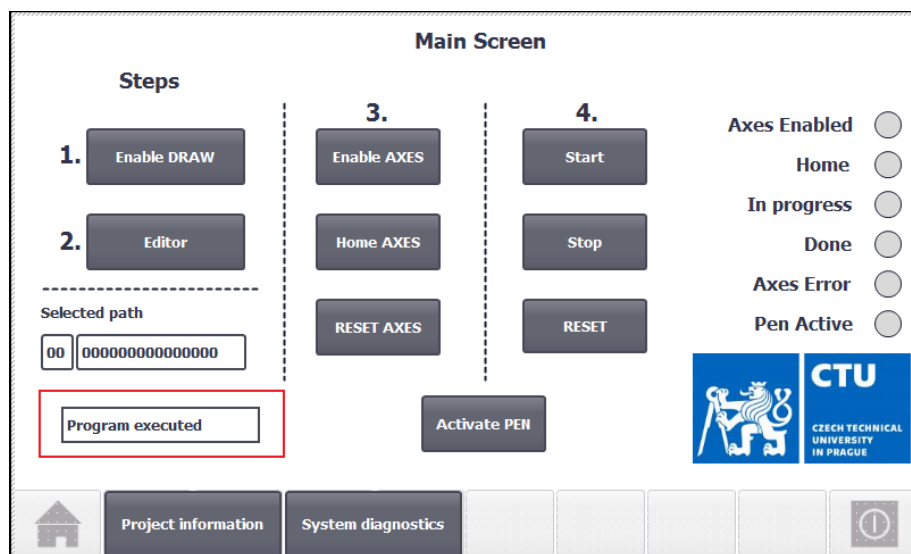 Main Screen
Steps
1.
Enable DRAW
2.
Editor
Selected path
00
000000000000000
Program executed
3.
Enable AXES
Home AXES
RESET AXES
4.
Start
Stop
RESET
Activate PEN
Axes Enabled
Home
In progress
Done
Axes Error
Pen Active
CTU
CZECH TECHNICAL
UNIVERSITY
IN PRAGUE
Project information
System diagnostics